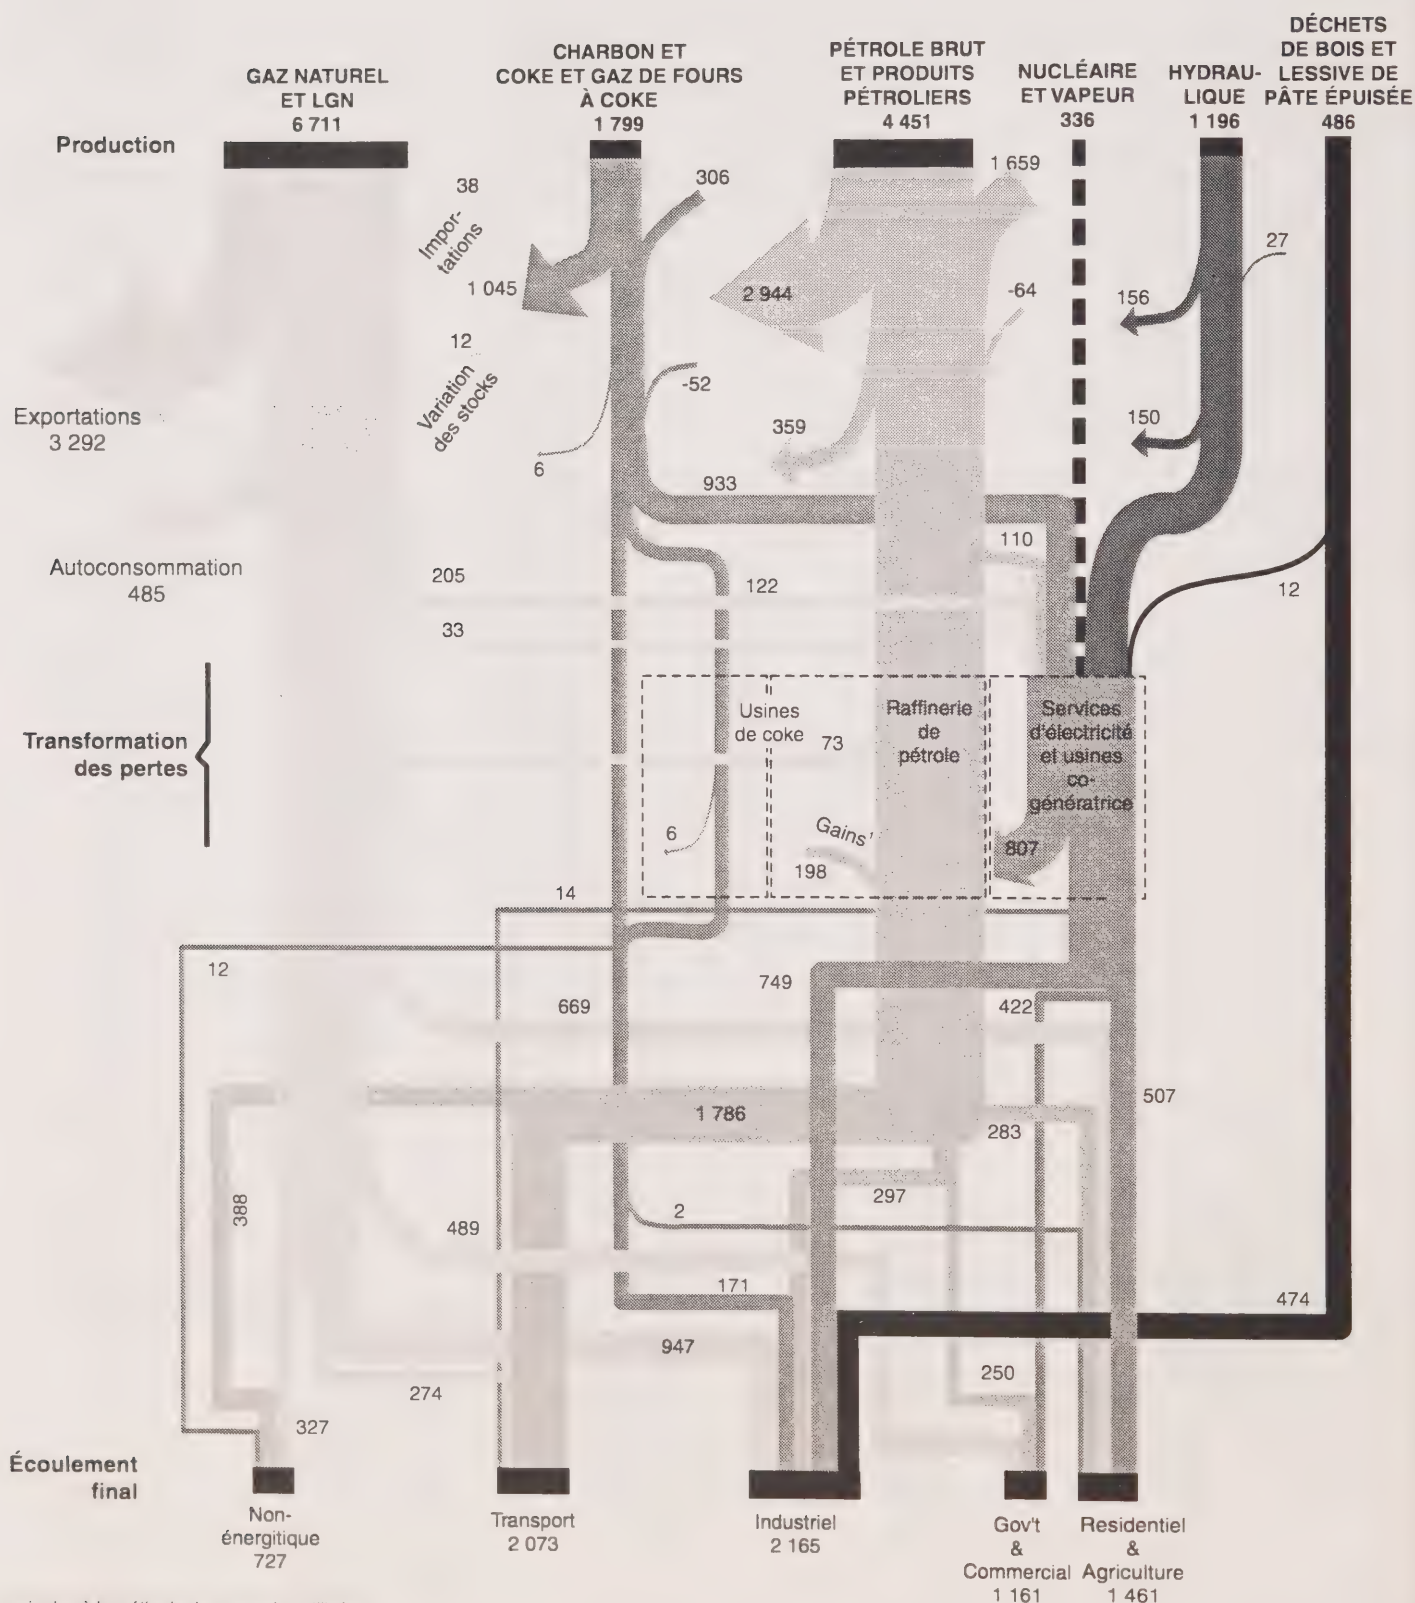 GAZ NATUREL
ET LGN
6 711
CHARBON ET
COKE ET GAZ DE FOURS
À COKE
1 799
PÉTROLE BRUT
ET PRODUITS
PÉTROLIERS
4 451
NUCLÉAIRE
ET VAPEUR
336
HYDRAU-
LIQUE
1 196
DÉCHETS
DE BOIS ET
LESSIVE DE
PÂTE ÉPUISÉE
486
Production
38
Impor-
tations
306
1 659
1 045
2 944
-64
156
27
12
Variation
des stocks
-52
6
359
150
Exportations
3 292
933
110
Autoconsommation
485
205
122
12
33
Transformation
des pertes
Usines
de coke
73
Raffinerie
de
pétrole
Services
d'électricité
et usines
co-
génératrice
6
Gains'
198
807
14
12
669
749
422
507
1 786
283
388
489
2
297
171
474
947
274
250
327
Écoulement
final
Non-
énergitique
727
Transport
2 073
Industriel
2 165
Gov't
&
Commercial
1 161
Residentiel
&
Agriculture
1 461